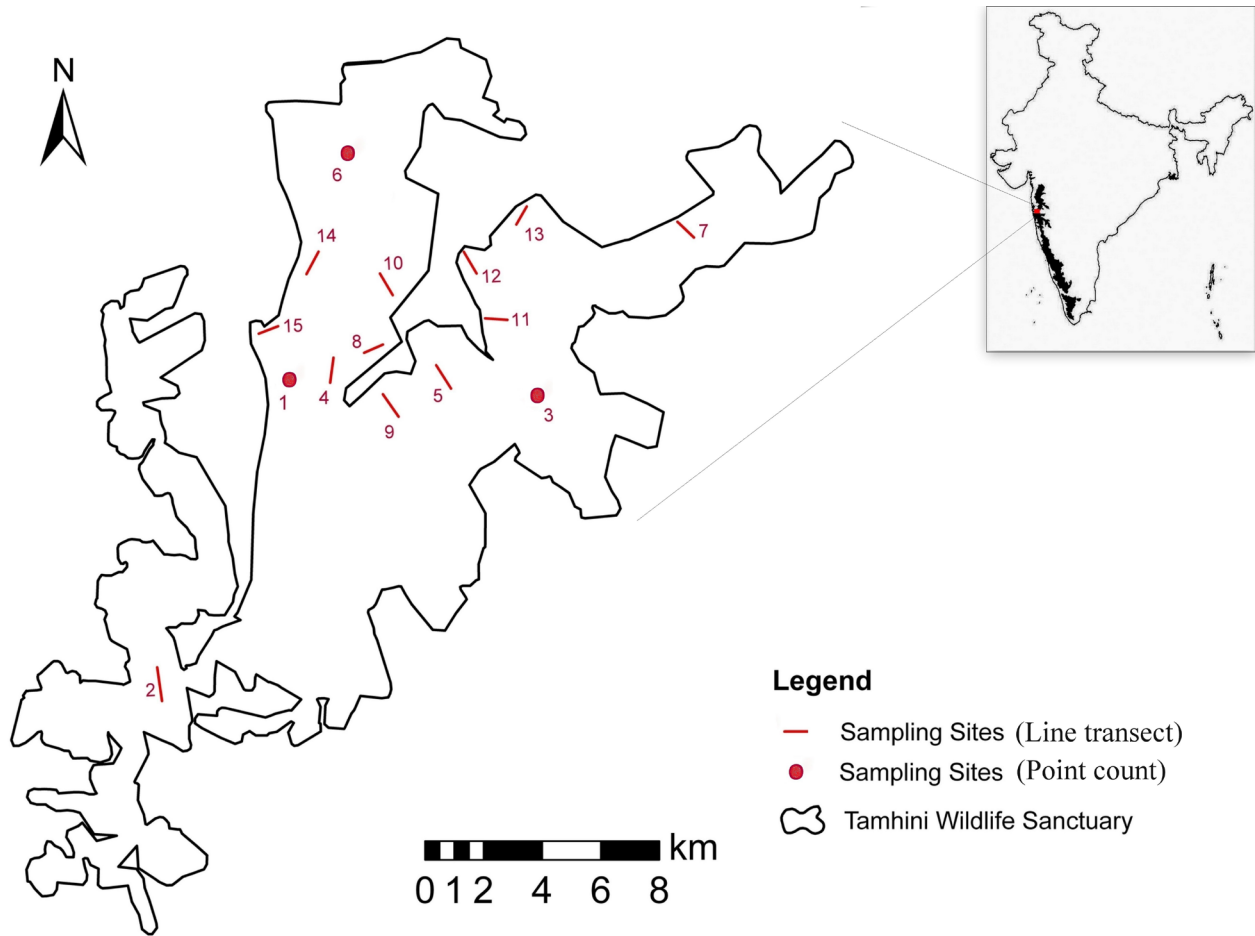 N
6
14
10
13
7
12
15
11
8
1
4
5
3
9
2
Legend
Sampling Sites (Line transect)
Sampling Sites (Point count)
Tamhini Wildlife Sanctuary
km
0 1 2 4 6 8